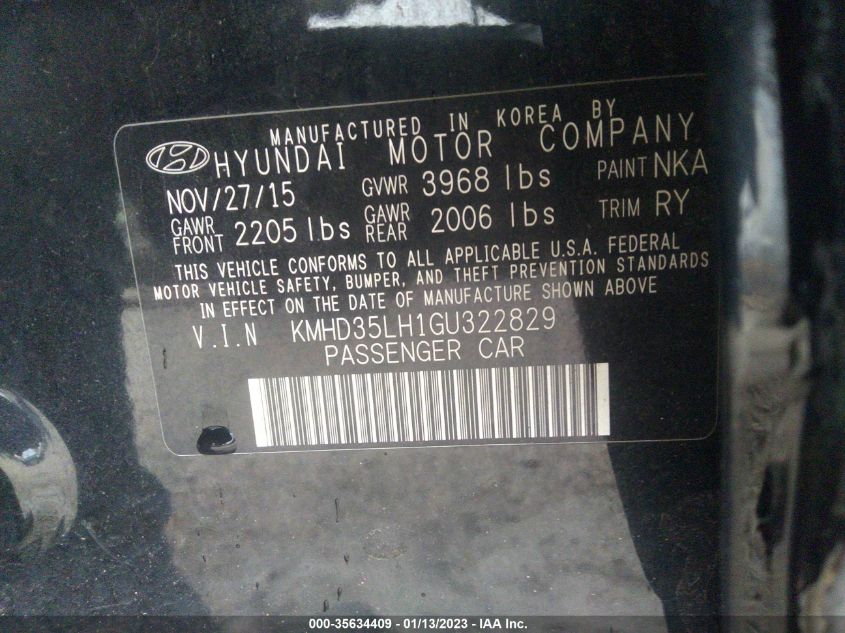 MANUFACTURED IN KOREA BY
HYUNDAI MOTOR COMPANY
NOV/27/15 GVWR 3968 lbs PAINT NKA
GAWR FRONT 2205 lbs GAWR REAR 2006 lbs TRIM RY
THIS VEHICLE CONFORMS TO ALL APPLICABLE U.S.A. FEDERAL
MOTOR VEHICLE SAFETY, BUMPER, AND THEFT PREVENTION STANDARDS
IN EFFECT ON THE DATE OF MANUFACTURE SHOWN ABOVE
V.I.N KMHD35LH1GU322829
PASSENGER CAR
000-35634409 - 01/13/2023 - IAA Inc.